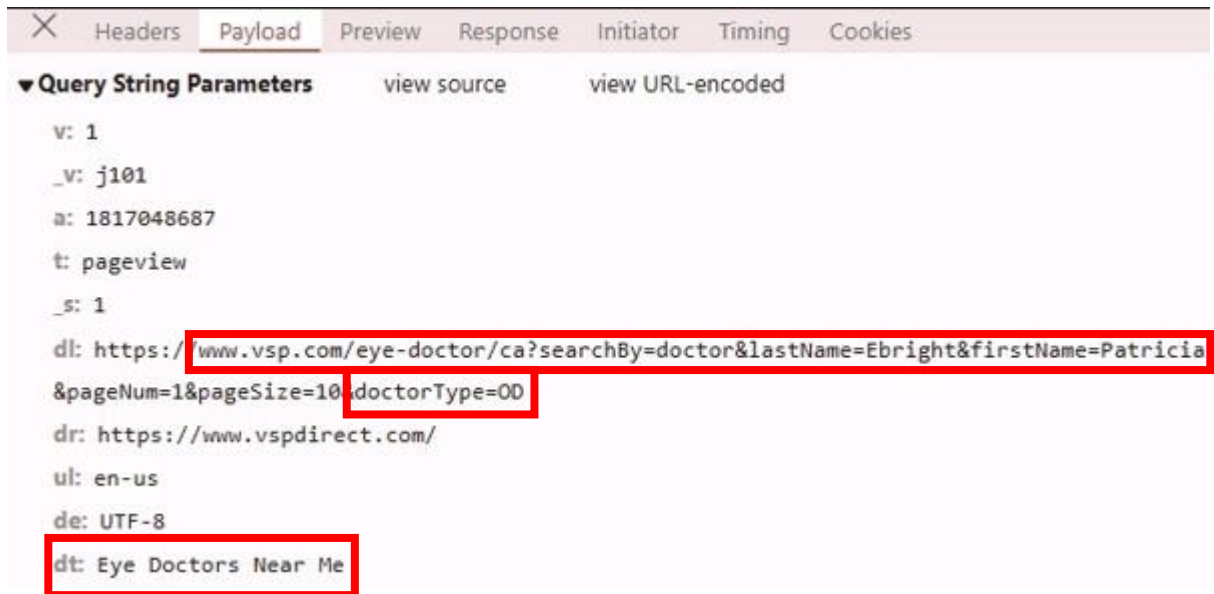 X Headers Payload Preview Response Initiator Timing Cookies
▼Query String Parameters view source view URL-encoded
v: 1
_v: j101
a: 1817048687
t: pageview
_s: 1
dl: https://www.vsp.com/eye-doctor/ca?searchBy=doctor&lastName=Ebright&firstName=Patricia
&pageNum=1&pageSize=10&doctorType=OD
dr: https://www.vspdirect.com/
ul: en-us
de: UTF-8
dt: Eye Doctors Near Me